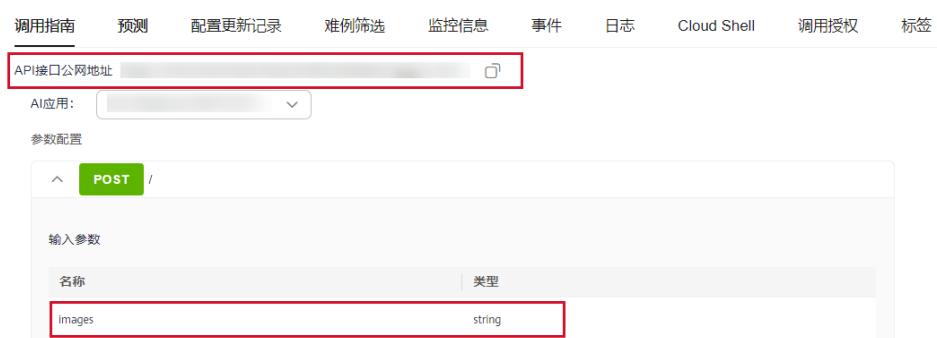 调用指南 预测 配置更新记录 难例筛选 监控信息 事件 日志 Cloud Shell 调用授权 标签
API接口公网地址
AI应用：
参数配置
POST /
输入参数
名称 类型
images string